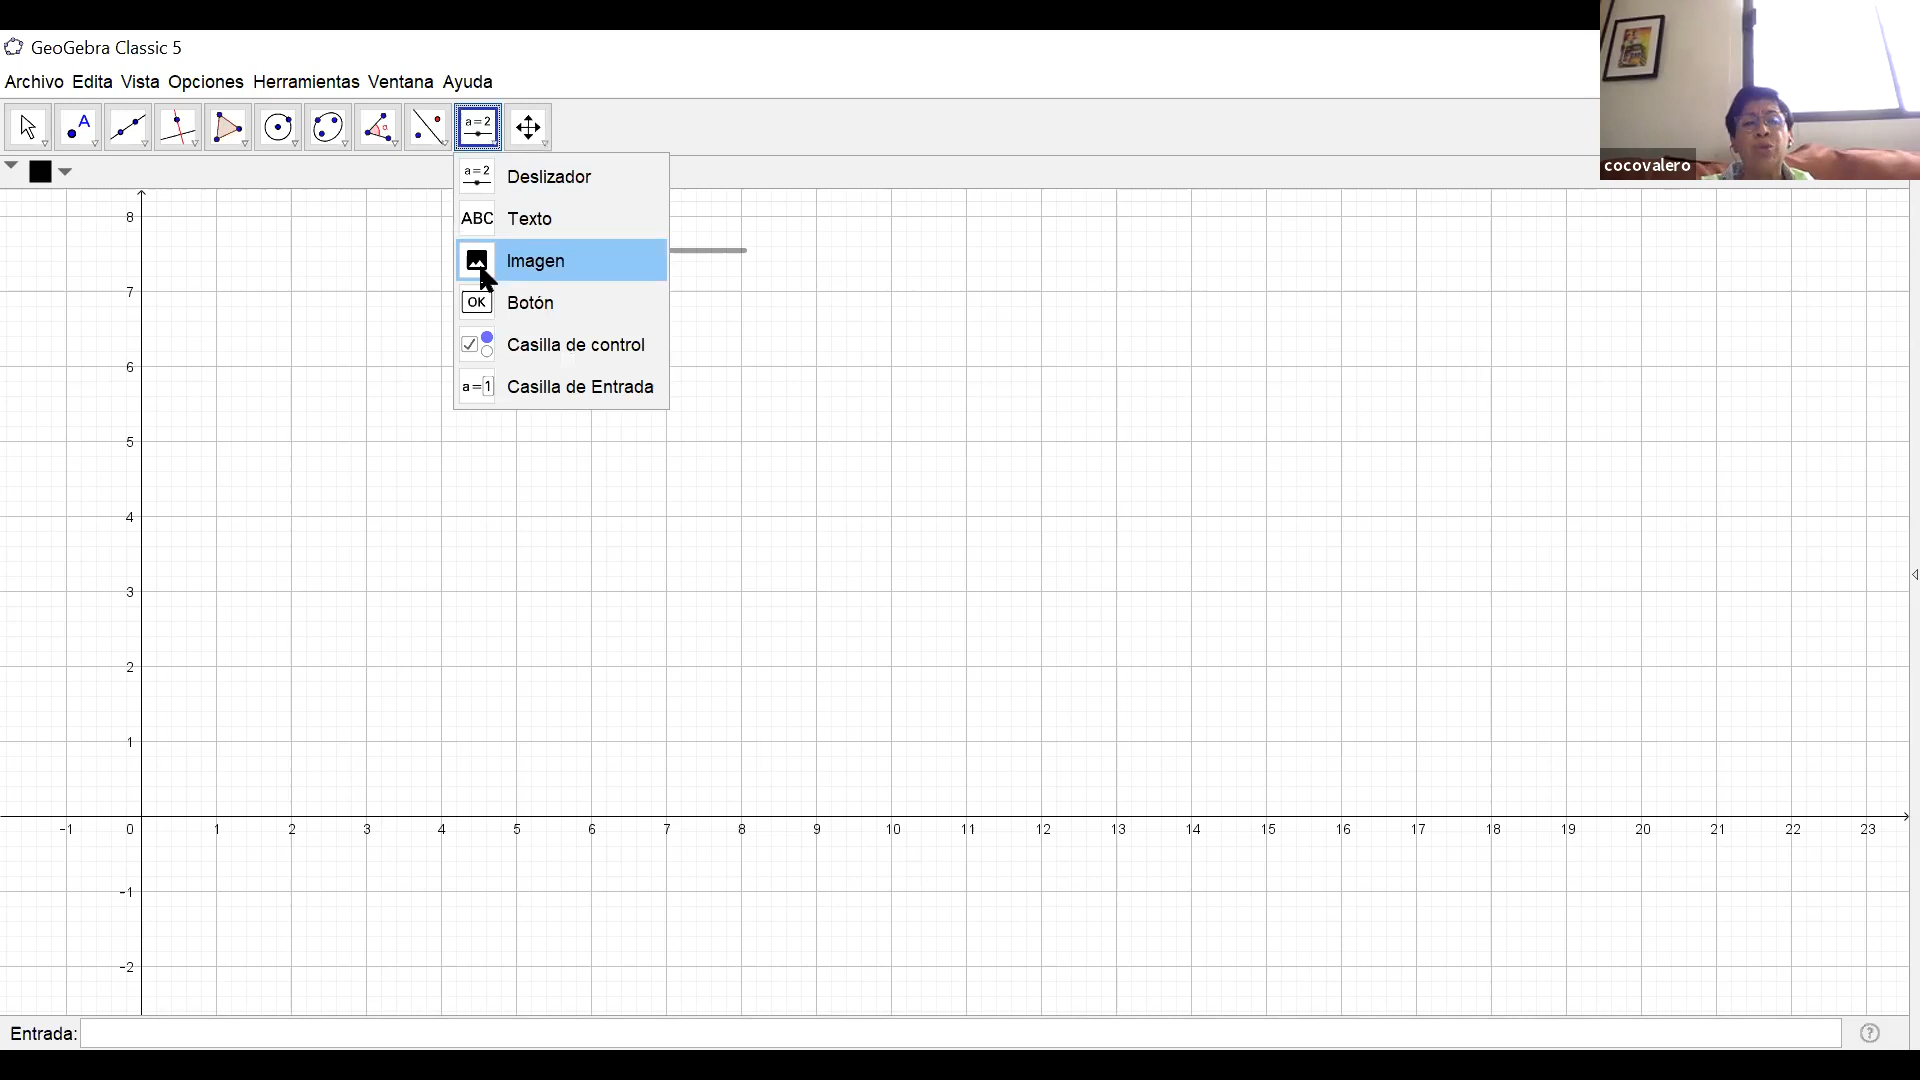 GeoGebra Classic 5
Archivo Edita Vista Opciones Herramientas Ventana Ayuda
A
α
a=2
a=2 Deslizador
ABC Texto
Imagen
OK Botón
Casilla de control
a=1 Casilla de Entrada
cocovalero
8
7
6
5
4
3
2
1
-1 0 1 2 3 4 5 6 7 8 9 10 11 12 13 14 15 16 17 18 19 20 21 22 23
-1
-2
Entrada: ?